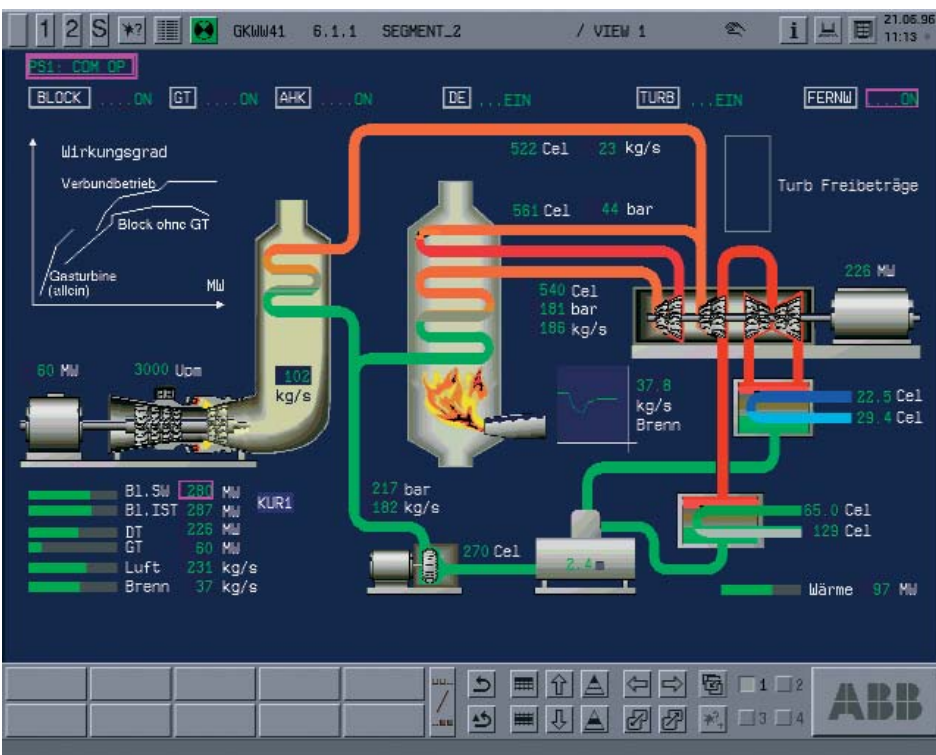 1 2 S *? GKWW41 6.1.1 SEGMENT_2 / VIEW 1 i 21.06.96
11:13
PS1: COM OP
BLOCK ....ON GT ....ON AHK ....ON DE ...EIN TURB ...EIN FERNW ....ON
Wirkungsgrad
Verbundbetrieb
Block ohne GT
Gasturbine
(allein)
MW
522 Cel 23 kg/s
561 Cel 44 bar
Turb Freibeträge
226 MW
540 Cel
181 bar
186 kg/s
60 MW 3000 Upm
102
kg/s
37.8
kg/s
Brenn
22.5 Cel
29.4 Cel
Bl.SW 280 MW
Bl.IST 287 MW
DT 226 MW
GT 60 MW
Luft 231 kg/s
Brenn 37 kg/s
KUR1
217 bar
182 kg/s
270 Cel
2.4 m
65.0 Cel
129 Cel
Wärme 97 MW
1 2
3 4
ABB